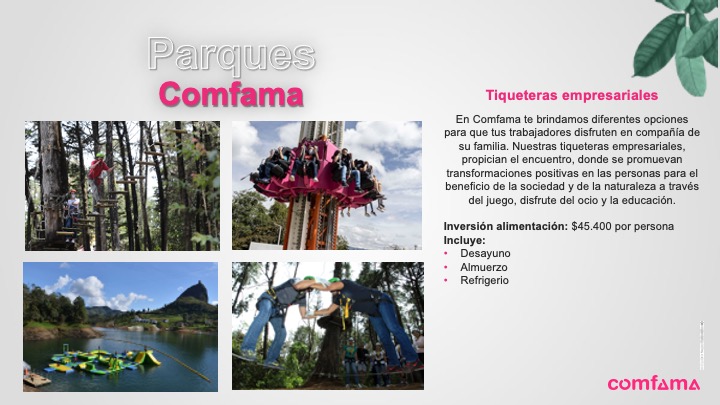 Parques
Comfama
Tiqueteras empresariales
En Comfama te brindamos diferentes opciones
para que tus trabajadores disfruten en compañía de
su familia. Nuestras tiqueteras empresariales,
propician el encuentro, donde se promuevan
transformaciones positivas en las personas para el
beneficio de la sociedad y de la naturaleza a través
del juego, disfrute del ocio y la educación.
Inversión alimentación: $45.400 por persona
Incluye:
• Desayuno
• Almuerzo
• Refrigerio
comfama